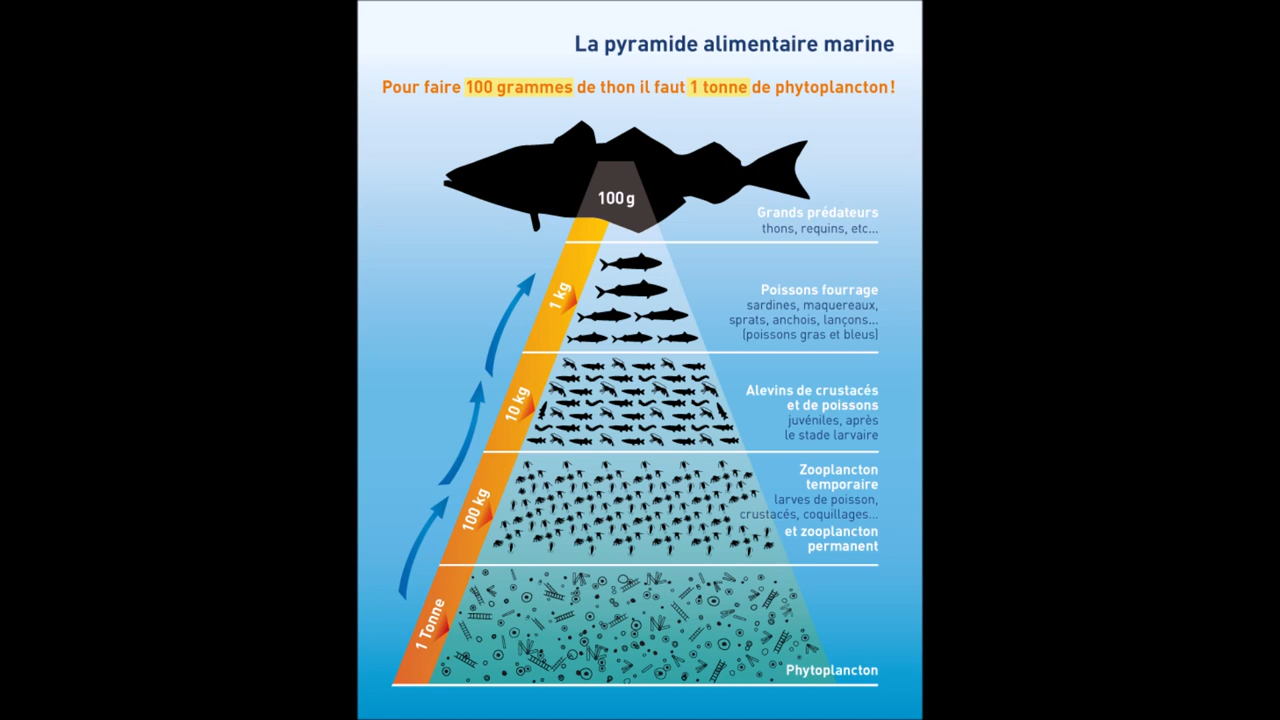 La pyramide alimentaire marine
Pour faire 100 grammes de thon il faut 1 tonne de phytoplancton !
100 g
Grands prédateurs
thons, requins, etc...
1 kg
Poissons fourrage
sardines, maquereaux,
sprats, anchois, lançons...
(poissons gras et bleus)
10 kg
Alevins de crustacés
et de poissons
juvéniles, après
le stade larvaire
100 kg
Zooplancton
temporaire
larves de poisson,
crustacés, coquillages...
et zooplancton
permanent
1 Tonne
Phytoplancton